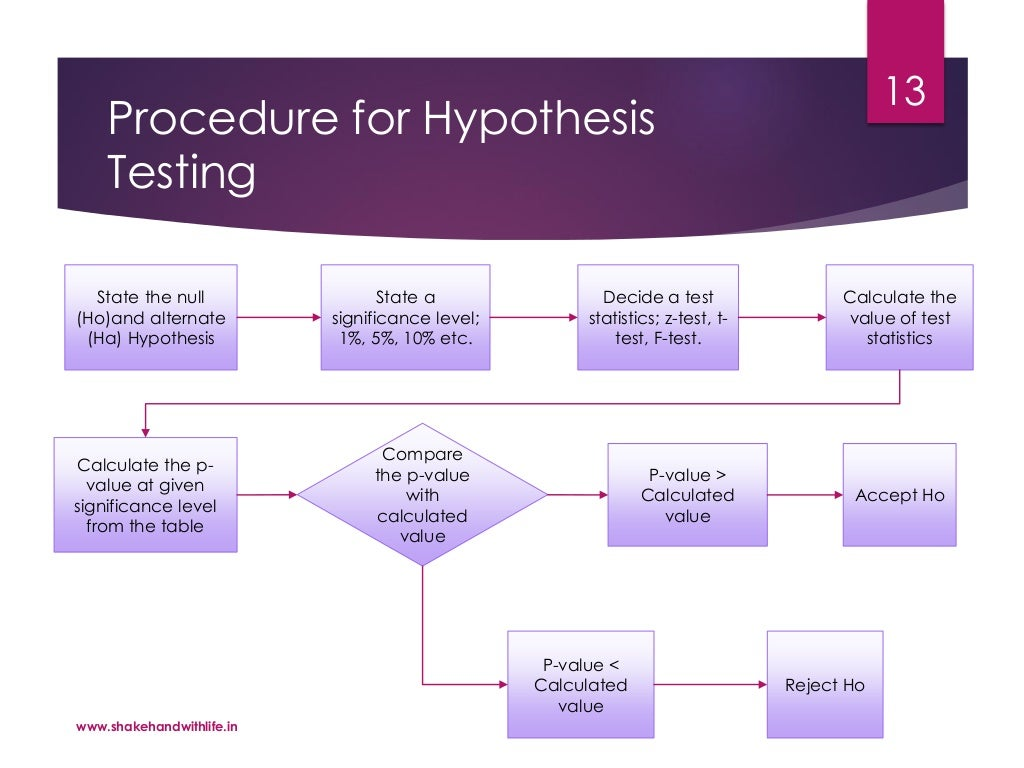 13
Procedure for Hypothesis
Testing
State the null
(Ho)and alternate
(Ha) Hypothesis
State a
significance level;
1%, 5%, 10% etc.
Decide a test
statistics; z-test, t-
test, F-test.
Calculate the
value of test
statistics
Calculate the p-
value at given
significance level
from the table
Compare
the p-value
with
calculated
value
P-value >
Calculated
value
Accept Ho
P-value <
Calculated
value
Reject Ho
www.shakehandwithlife.in